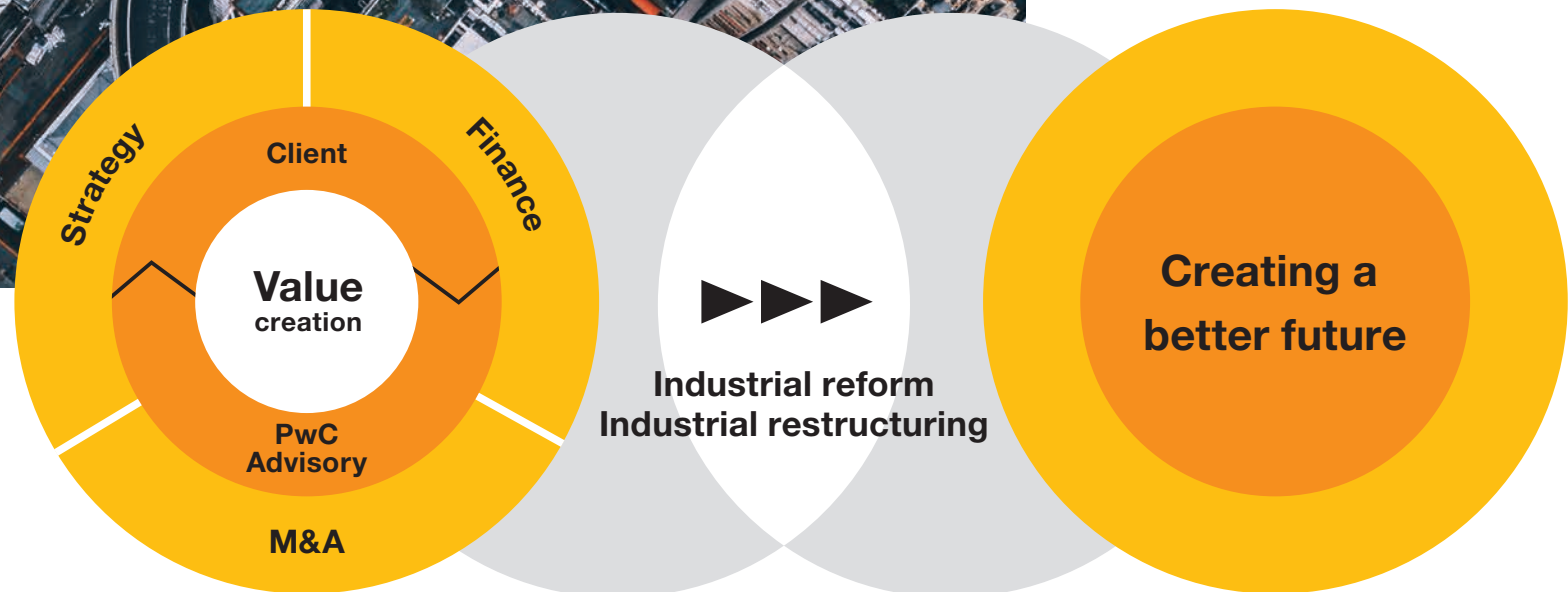 Strategy
Finance
Client
Value
creation
PwC
Advisory
M&A
Industrial reform
Industrial restructuring
Creating a
better future